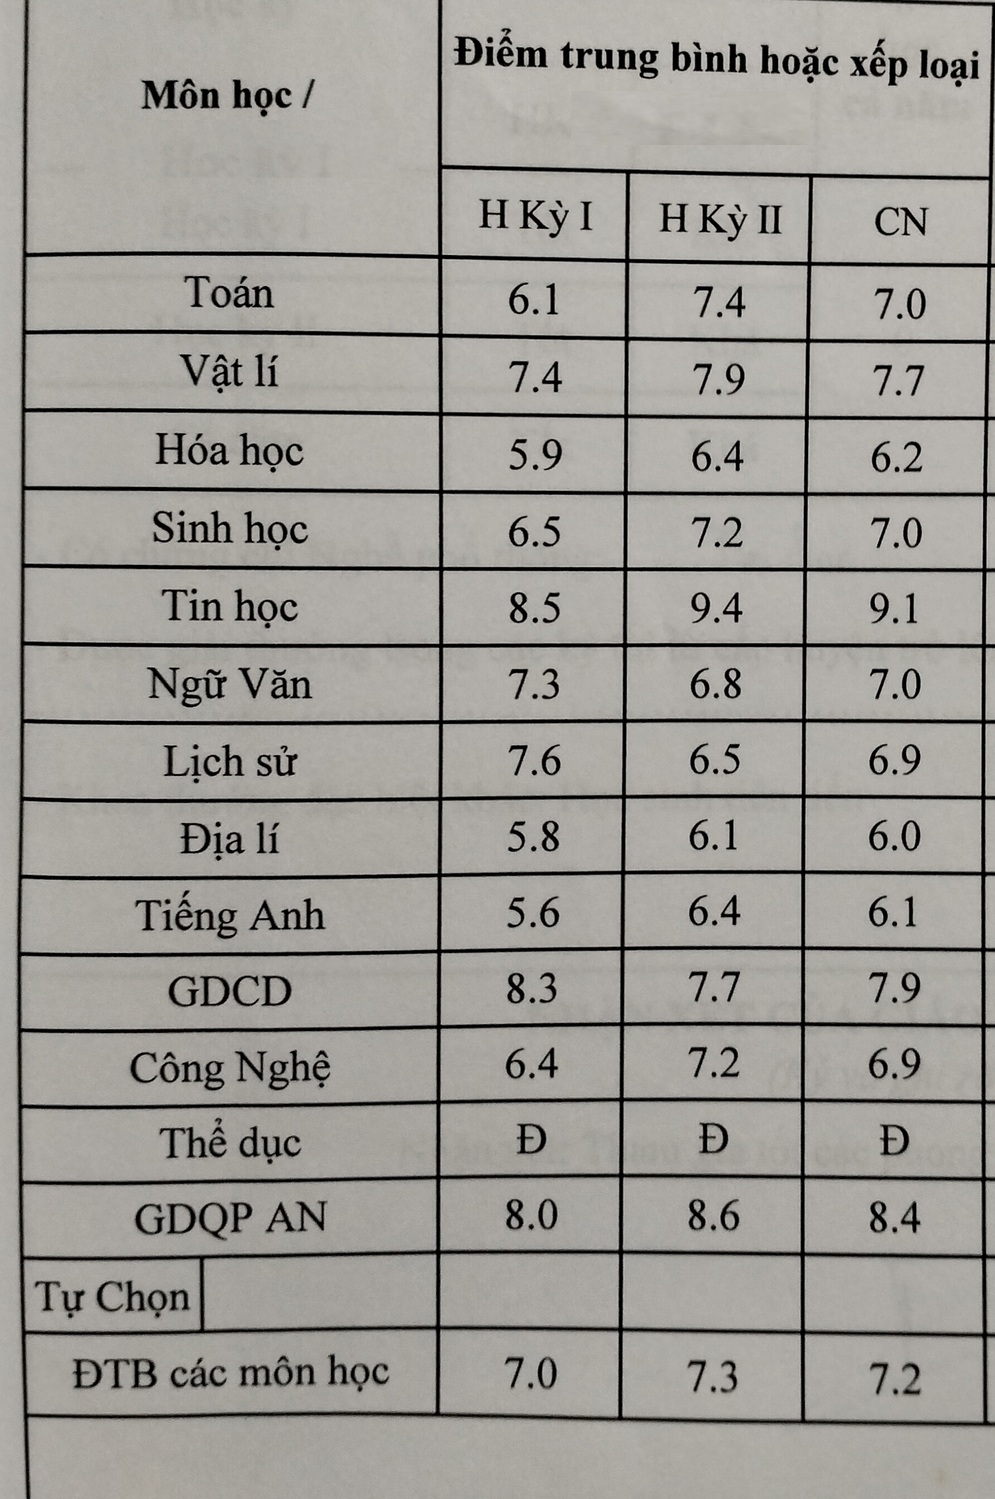 Môn học /
Điểm trung bình hoặc xếp loại
H Kỳ I H Kỳ II CN
Toán 6.1 7.4 7.0
Vật lí 7.4 7.9 7.7
Hóa học 5.9 6.4 6.2
Sinh học 6.5 7.2 7.0
Tin học 8.5 9.4 9.1
Ngữ Văn 7.3 6.8 7.0
Lịch sử 7.6 6.5 6.9
Địa lí 5.8 6.1 6.0
Tiếng Anh 5.6 6.4 6.1
GDCD 8.3 7.7 7.9
Công Nghệ 6.4 7.2 6.9
Thể dục Đ Đ Đ
GDQP AN 8.0 8.6 8.4
Tự Chọn
ĐTB các môn học 7.0 7.3 7.2